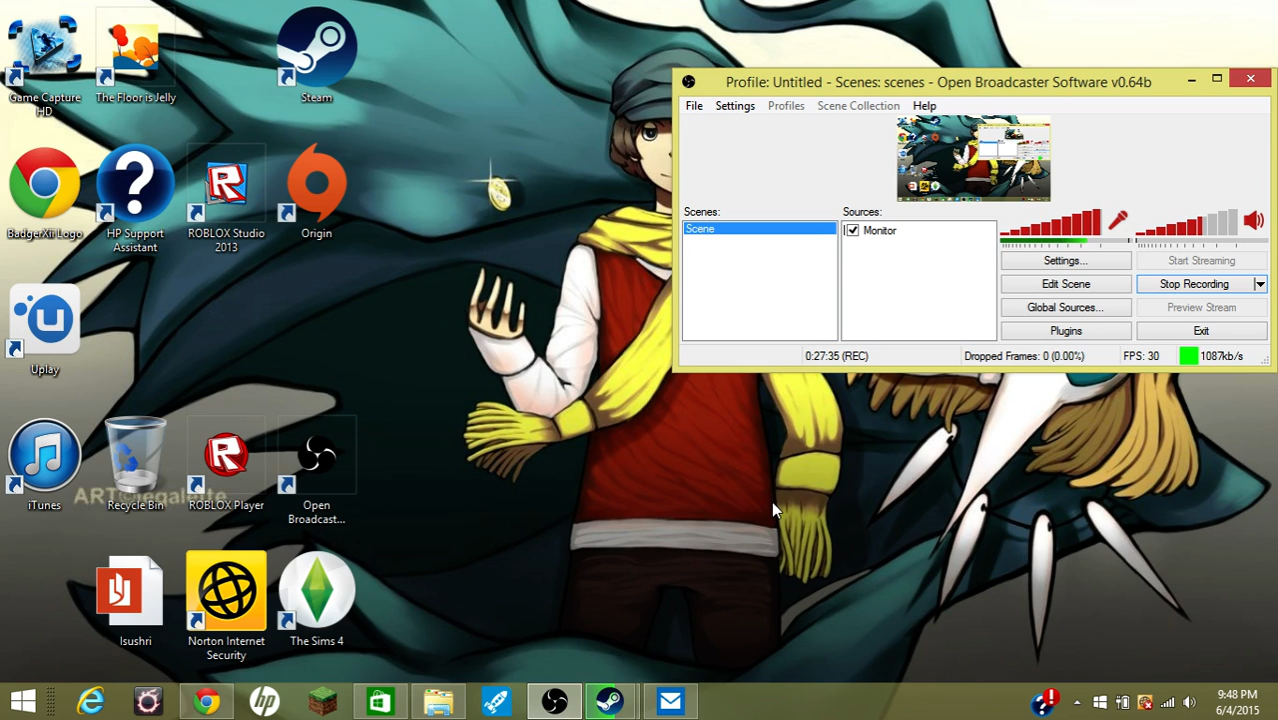 Game Capture
HD
The Floor is Jelly
Steam
BadgerXii Logo
HP Support
Assistant
ROBLOX Studio
2013
Origin
Uplay
iTunes
Recycle Bin
ROBLOX Player
Open
Broadcast...
Isushri
Norton Internet
Security
The Sims 4
Profile: Untitled - Scenes: scenes - Open Broadcaster Software v0.64b
File Settings Profiles Scene Collection Help
Scenes:
Scene
Sources:
Monitor
Settings... Start Streaming
Edit Scene Stop Recording
Global Sources... Preview Stream
Plugins Exit
0:27:35 (REC) Dropped Frames: 0 (0.00%) FPS: 30 1087kb/s
9:48 PM
6/4/2015